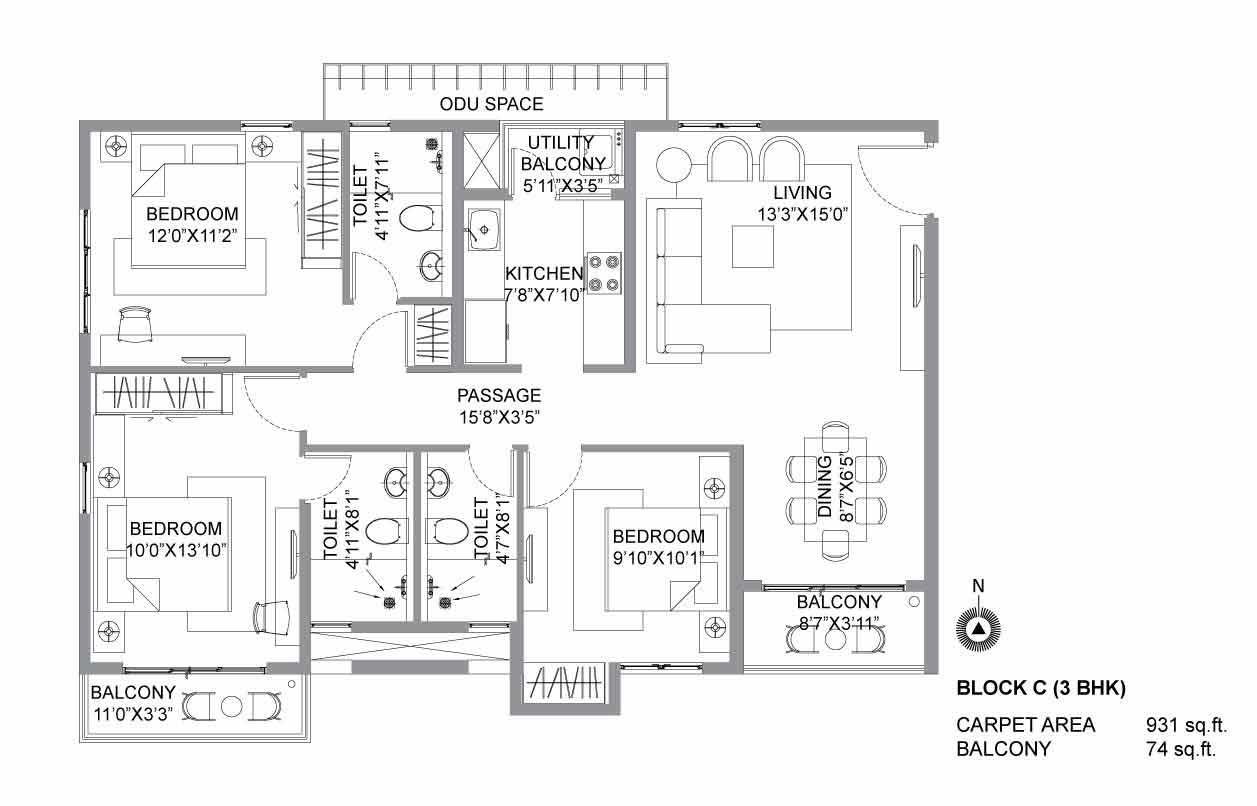 ODU SPACE
UTILITY
BALCONY
5'11"X3'5"
TOILET
4'11"X7'11"
LIVING
13'3"X15'0"
BEDROOM
12'0"X11'2"
KITCHEN
7'8"X7'10"
PASSAGE
15'8"X3'5"
DINING
8'7"X6'5"
BEDROOM
10'0"X13'10"
TOILET
4'11"X8'1"
TOILET
4'7"X8'1"
BEDROOM
9'10"X10'1"
BALCONY
8'7"X3'11"
N
BALCONY
11'0"X3'3"
BLOCK C (3 BHK)
CARPET AREA 931 sq.ft.
BALCONY 74 sq.ft.